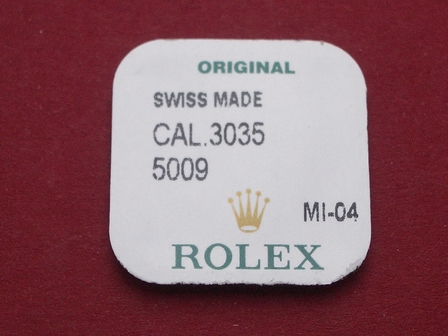 ORIGINAL
SWISS MADE
CAL.3035
5009
MI-04
ROLEX